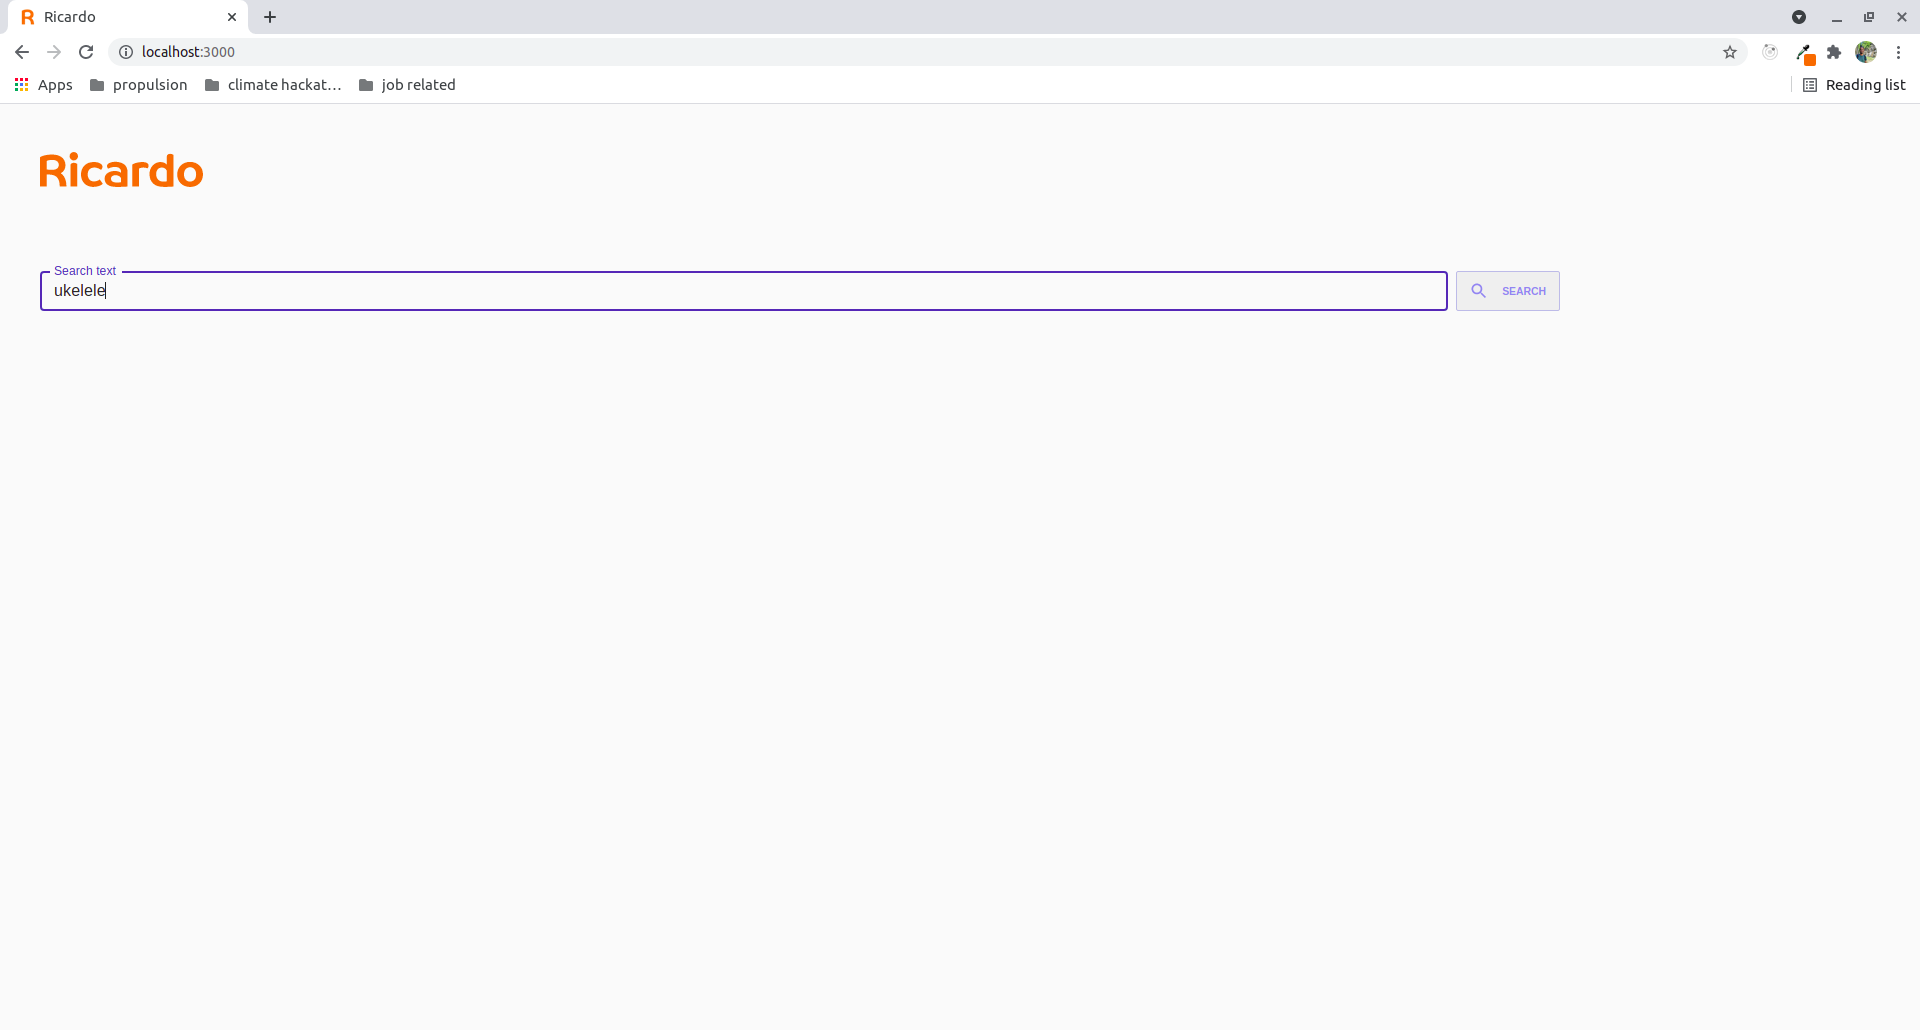 Ricardo
localhost:3000
Apps propulsion climate hackat... job related Reading list
Ricardo
Search text
ukelele SEARCH